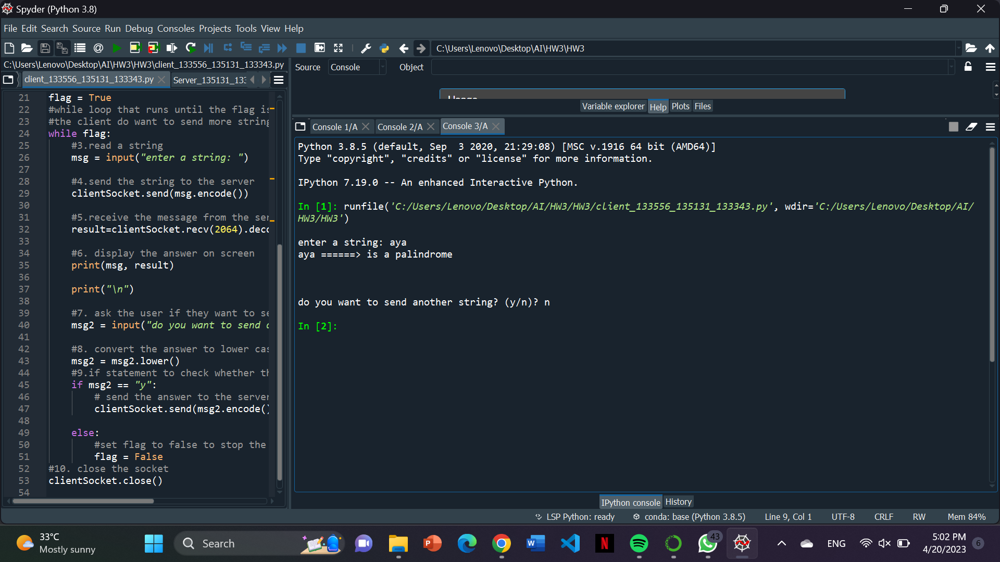 Spyder (Python 3.8)
File Edit Search Source Run Debug Consoles Projects Tools View Help
C:\Users\Lenovo\Desktop\AI\HW3\HW3
C:\Users\Lenovo\Desktop\AI\HW3\HW3\client_133556_135131_133343.py
client_133556_135131_133343.py
Server_135131_133
21 flag = True
22 #while loop that runs until the flag is
23 #the client do want to send more string
24 while flag:
25 #3.read a string
26 msg = input("enter a string: ")
27
28 #4.send the string to the server
29 clientSocket.send(msg.encode())
30
31 #5.receive the message from the ser
32 result=clientSocket.recv(2064).deco
33
34 #6. display the answer on screen
35 print(msg, result)
36
37 print("\n")
38
39 #7. ask the user if they want to se
40 msg2 = input("do you want to send
41
42 #8. convert the answer to lower cas
43 msg2 = msg2.lower()
44 #9.if statement to check whether th
45 if msg2 == "y":
46 # send the answer to the server
47 clientSocket.send(msg2.encode()
48
49 else:
50 #set flag to false to stop the
51 flag = False
52 #10. close the socket
53 clientSocket.close()
54
Source Console Object
Variable explorer Help Plots Files
Console 1/A Console 2/A Console 3/A
Python 3.8.5 (default, Sep  3 2020, 21:29:08) [MSC v.1916 64 bit (AMD64)]
Type "copyright", "credits" or "license" for more information.
IPython 7.19.0 -- An enhanced Interactive Python.
In [1]: runfile('C:/Users/Lenovo/Desktop/AI/HW3/HW3/client_133556_135131_133343.py', wdir='C:/Users/Lenovo/Desktop/AI/
HW3/HW3')
enter a string: aya
aya ======> is a palindrome
do you want to send another string? (y/n)? n
In [2]:
IPython console History
LSP Python: ready conda: base (Python 3.8.5) Line 9, Col 1 UTF-8 CRLF RW Mem 84%
33°C
Mostly sunny
Search
43
ENG
5:02 PM
4/20/2023
6